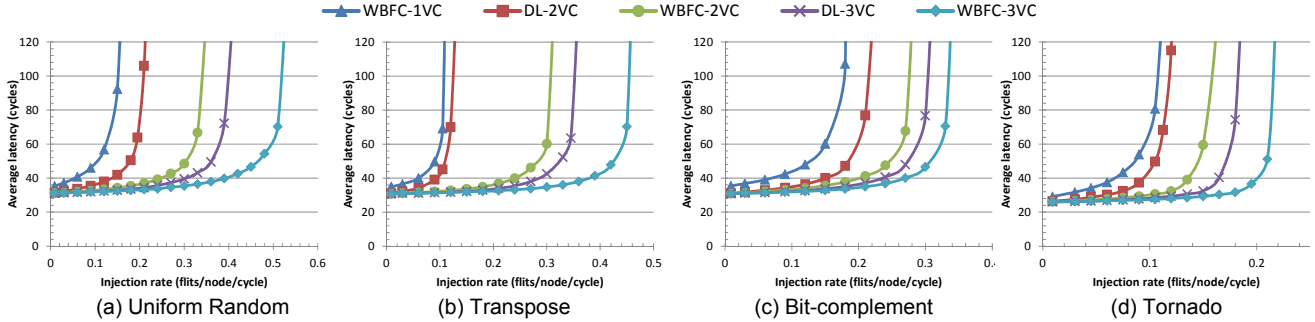 WBFC-1VC DL-2VC WBFC-2VC DL-3VC WBFC-3VC
Average latency (cycles)
120
100
80
60
40
20
0
0 0.1 0.2 0.3 0.4 0.5 0.6
Injection rate (flits/node/cycle)
(a) Uniform Random
Average latency (cycles)
120
100
80
60
40
20
0
0 0.1 0.2 0.3 0.4 0.5
Injection rate (flits/node/cycle)
(b) Transpose
Average latency (cycles)
120
100
80
60
40
20
0
0 0.1 0.2 0.3
Injection rate (flits/node/cycle)
(c) Bit-complement
Average latency (cycles)
120
100
80
60
40
20
0
0 0.1 0.2
Injection rate (flits/node/cycle)
(d) Tornado